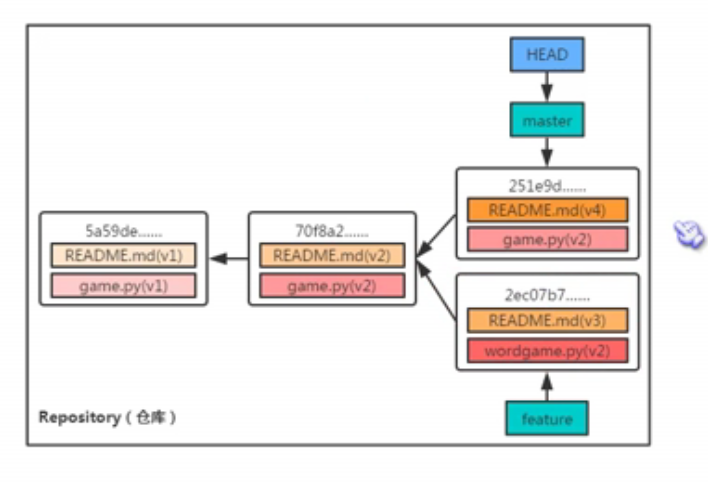 HEAD
master
251e9d......
README.md(v4)
game.py(v2)
5a59de......
README.md(v1)
game.py(v1)
70f8a2......
README.md(v2)
game.py(v2)
2ec07b7......
README.md(v3)
wordgame.py(v2)
Repository ( 仓库 )
feature